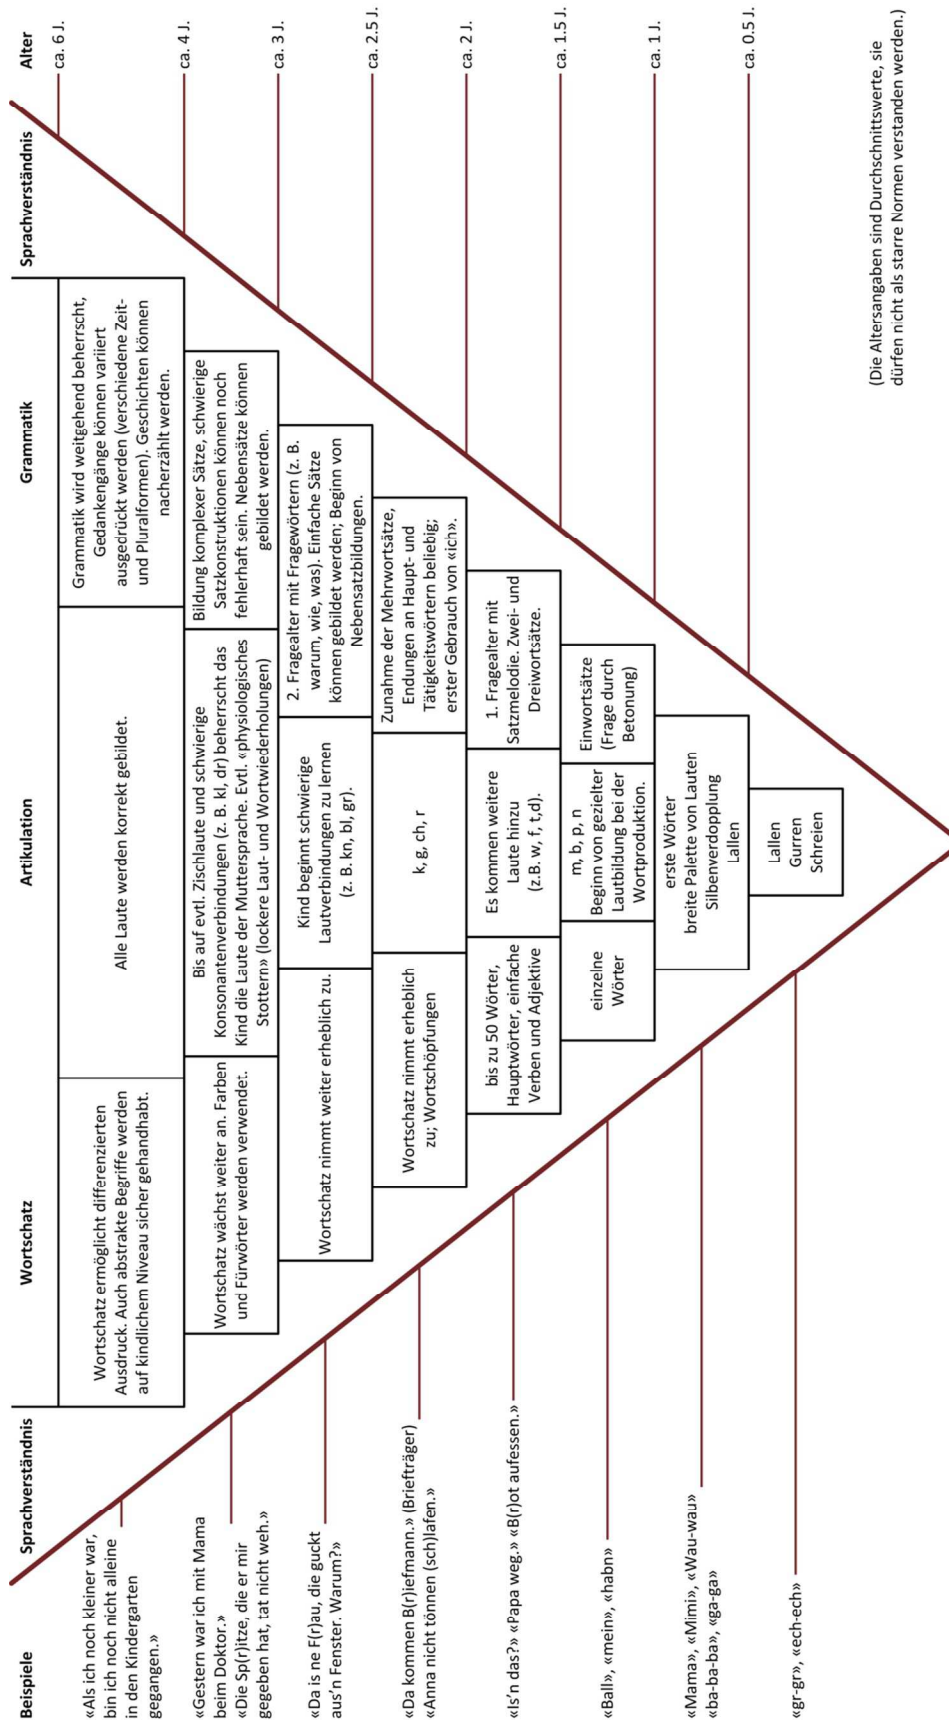 Beispiele
Sprachverständnis
Wortschatz
Artikulation
Grammatik
Sprachverständnis
Alter
«Als ich noch kleiner war,
bin ich noch nicht alleine
in den Kindergarten
gegangen.»
Wortschatz ermöglicht differenzierten
Ausdruck. Auch abstrakte Begriffe werden
auf kindlichem Niveau sicher gehandhabt.
Alle Laute werden korrekt gebildet.
Grammatik wird weitgehend beherrscht,
Gedankengänge können variiert
ausgedrückt werden (verschiedene Zeit-
und Pluralformen). Geschichten können
nacherzählt werden.
ca. 6 J.
«Gestern war ich mit Mama
beim Doktor.»
«Die Sp(r)itze, die er mir
gegeben hat, tat nicht weh.»
Wortschatz wächst weiter an. Farben
und Fürwörter werden verwendet.
Bis auf evtl. Zischlaute und schwierige
Konsonantenverbindungen (z. B. kl, dr) beherrscht das
Kind die Laute der Muttersprache. Evtl. «physiologisches
Stottern» (lockere Laut- und Wortwiederholungen)
Bildung komplexer Sätze, schwierige
Satzkonstruktionen können noch
fehlerhaft sein. Nebensätze können
gebildet werden.
ca. 4 J.
«Da is ne F(r)au, die guckt
aus'n Fenster. Warum?»
Wortschatz nimmt weiter erheblich zu.
Kind beginnt schwierige
Lautverbindungen zu lernen
(z. B. kn, bl, gr).
2. Fragealter mit Fragewörtern (z. B.
warum, wie, was). Einfache Sätze
können gebildet werden; Beginn von
Nebensatzbildungen.
ca. 3 J.
«Da kommen B(r)iefmann.» (Briefträger)
«Anna nicht tönnen (sch)lafen.»
Wortschatz nimmt erheblich
zu; Wortschöpfungen
k, g, ch, r
Zunahme der Mehrwortsätze,
Endungen an Haupt- und
Tätigkeitswörtern beliebig;
erster Gebrauch von «ich».
ca. 2.5 J.
«Is'n das?» «Papa weg.» «B(r)ot aufessen.»
bis zu 50 Wörter,
Hauptwörter, einfache
Verben und Adjektive
Es kommen weitere
Laute hinzu
(z.B. w, f, t,d).
1. Fragealter mit
Satzmelodie. Zwei- und
Dreiwortsätze.
ca. 2 J.
«Ball», «mein», «habn»
einzelne
Wörter
m, b, p, n
Beginn von gezielter
Lautbildung bei der
Wortproduktion.
Einwortsätze
(Frage durch
Betonung)
ca. 1.5 J.
«Mama», «Mimi», «Wau-wau»
«ba-ba-ba», «ga-ga»
erste Wörter
breite Palette von Lauten
Silbenverdopplung
Lallen
ca. 1 J.
«gr-gr», «ech-ech»
Lallen
Gurren
Schreien
ca. 0.5 J.
(Die Altersangaben sind Durchschnittswerte, sie
dürfen nicht als starre Normen verstanden werden.)